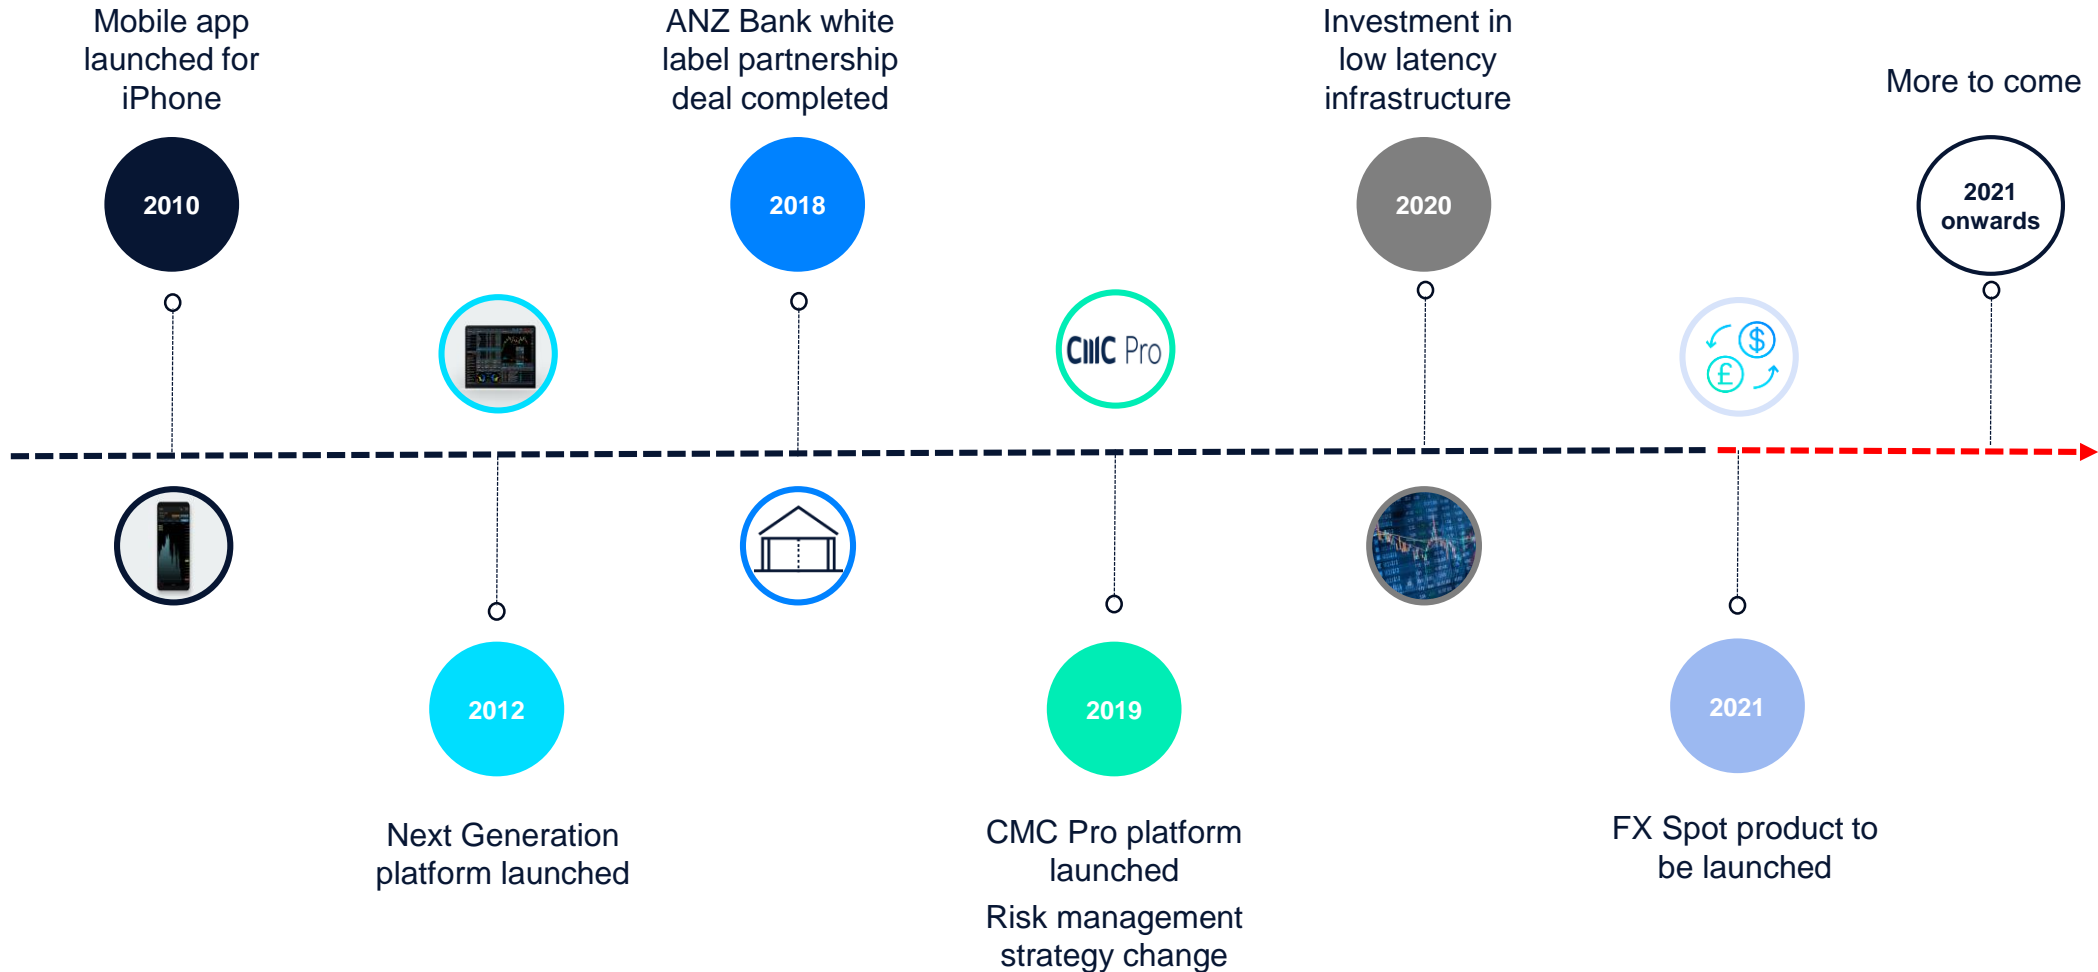 Mobile app
launched for
iPhone
2010
Next Generation
platform launched
2012
ANZ Bank white
label partnership
deal completed
2018
CMC Pro
2019
CMC Pro platform
launched
Risk management
strategy change
Investment in
low latency
infrastructure
2020
$
£
2021
FX Spot product to
be launched
More to come
2021
onwards